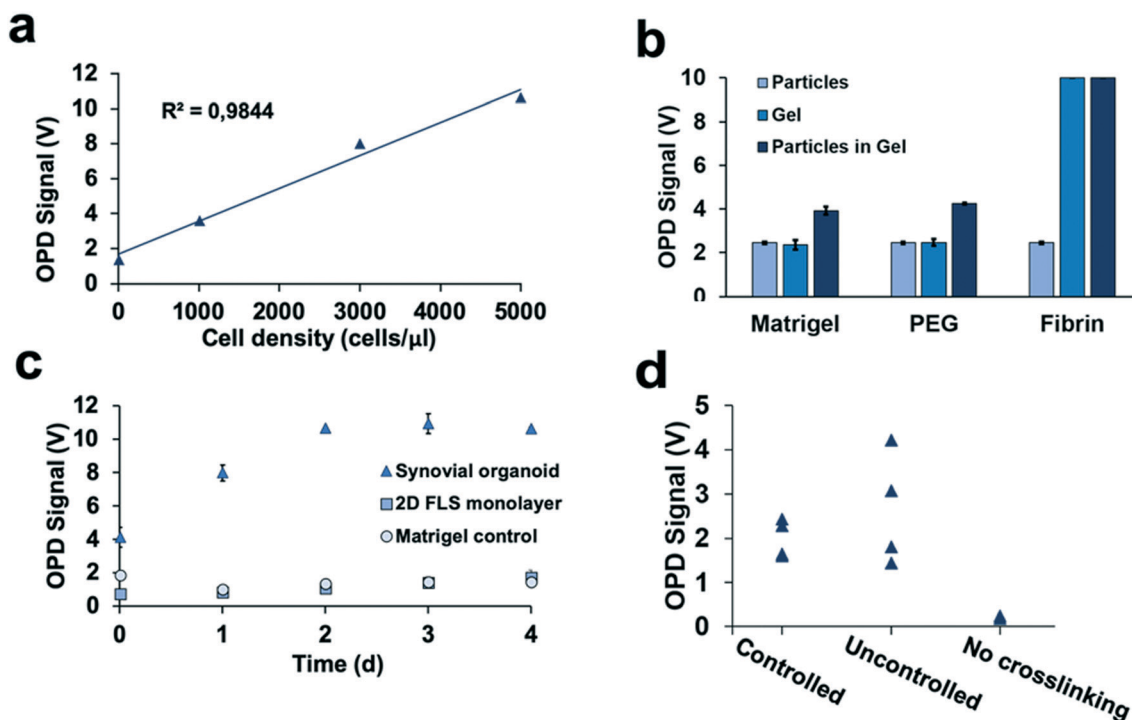 a
OPD Signal (V)
12
10
8
6
4
2
0
R² = 0,9844
0 1000 2000 3000 4000 5000
Cell density (cells/µl)
b
OPD Signal (V)
10
8
6
4
2
0
Particles
Gel
Particles in Gel
Matrigel PEG Fibrin
c
OPD Signal (V)
12
10
8
6
4
2
0
Synovial organoid
2D FLS monolayer
Matrigel control
0 1 2 3 4
Time (d)
d
OPD Signal (V)
5
4
3
2
1
0
Controlled
Uncontrolled
No crosslinking